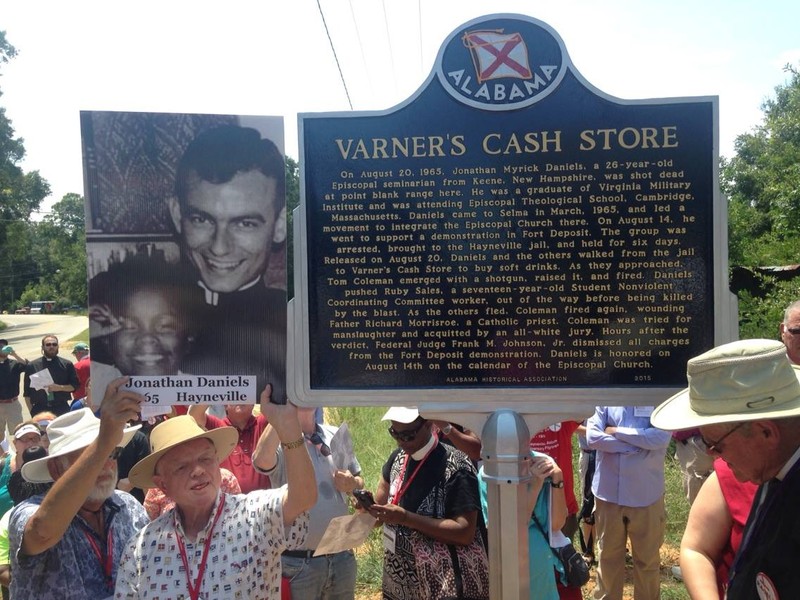 ALABAMA
VARNER'S CASH STORE
On August 20, 1965, Jonathan Myrick Daniels, a 26-year-old
Episcopal seminarian from Keene, New Hampshire, was shot dead
at point blank range here. He was a graduate of Virginia Military
Institute and was attending Episcopal Theological School, Cambridge,
Massachusetts. Daniels came to Selma in March, 1965, and led a
movement to integrate the Episcopal Church there. On August 14, he
went to support a demonstration in Fort Deposit. The group was
arrested, brought to the Hayneville jail, and held for six days.
Released on August 20, Daniels and the others walked from the jail
to Varner's Cash Store to buy soft drinks. As they approached,
Tom Coleman emerged with a shotgun, raised it, and fired. Daniels
pushed Ruby Sales, a seventeen-year-old Student Nonviolent
Coordinating Committee worker, out of the way before being killed
by the blast. As the others fled, Coleman fired again, wounding
Father Richard Morrisroe, a Catholic priest. Coleman was tried for
manslaughter and acquitted by an all-white jury. Hours after the
verdict, Federal Judge Frank M. Johnson, Jr. dismissed all charges
from the Fort Deposit demonstration. Daniels is honored on
August 14th on the calendar of the Episcopal Church.
ALABAMA HISTORICAL ASSOCIATION 2015
Jonathan Daniels
65 Hayneville